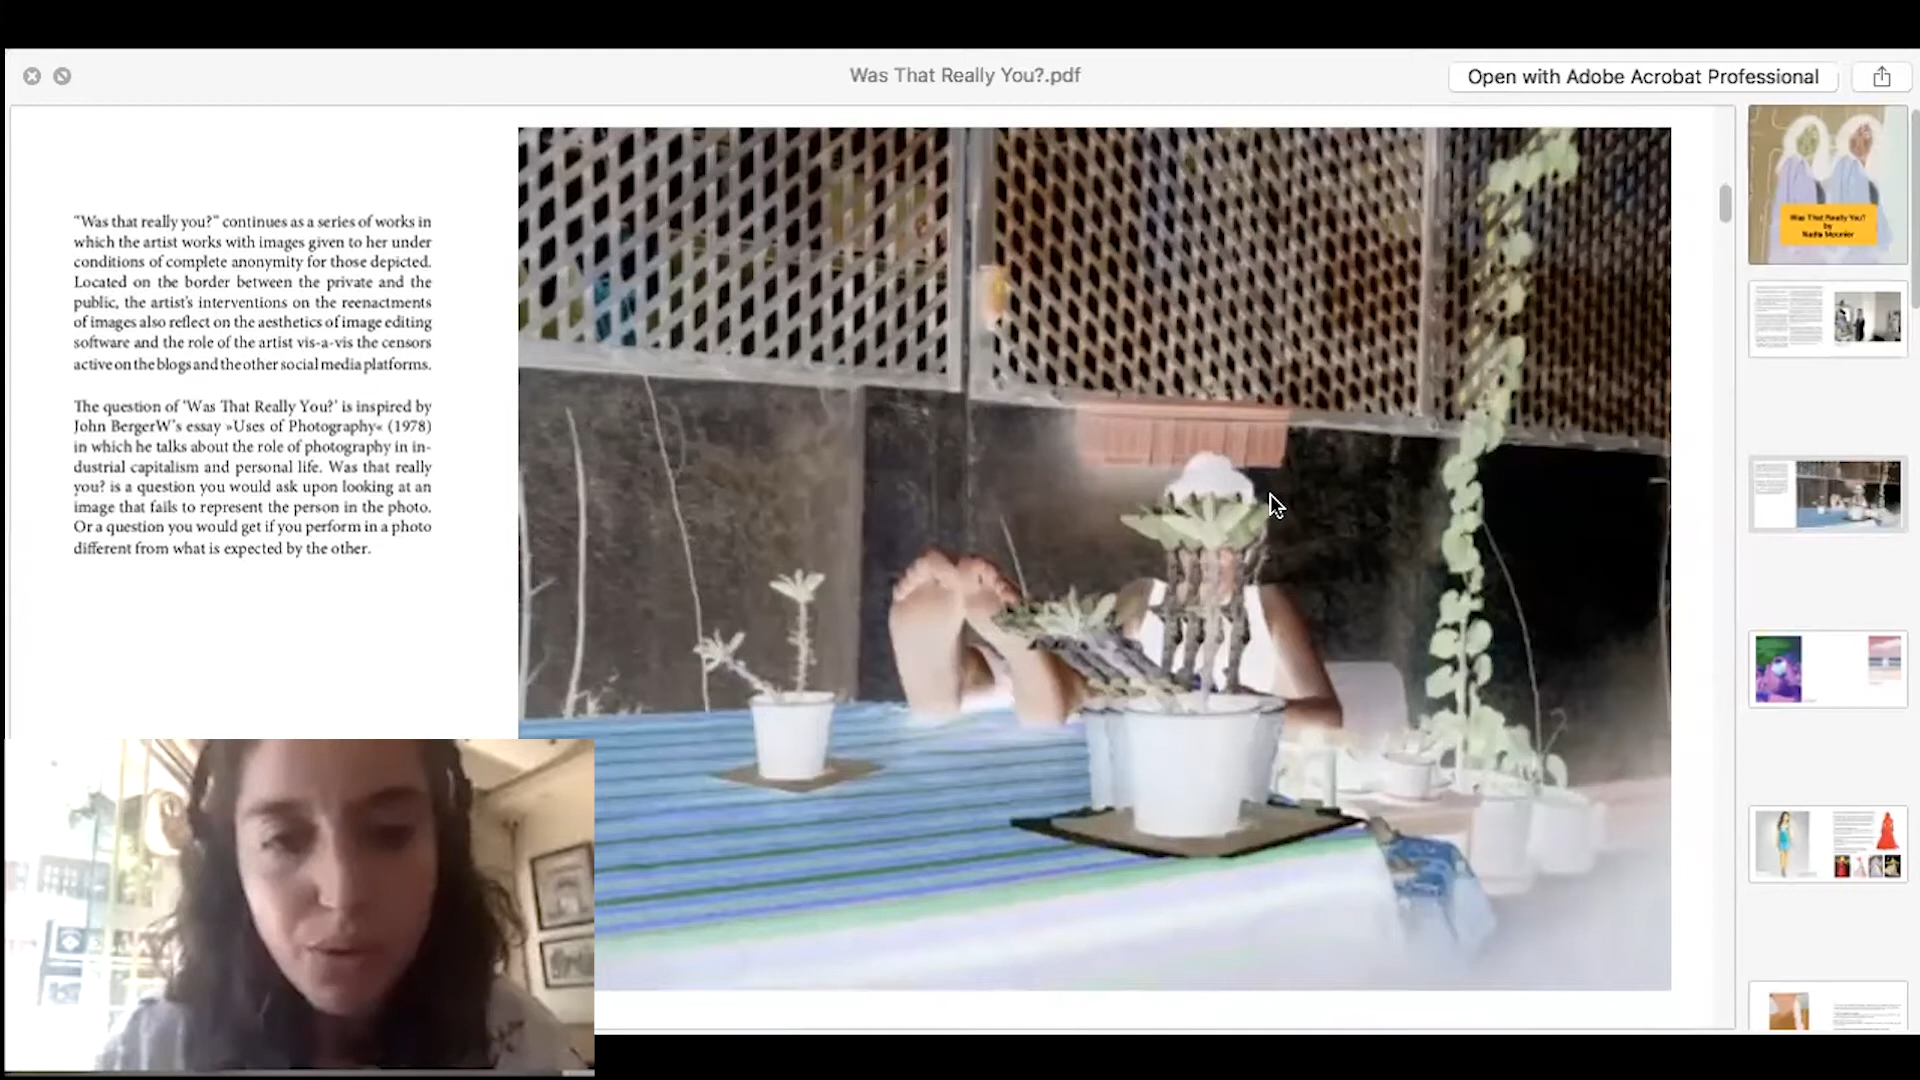 Was That Really You?.pdf
Open with Adobe Acrobat Professional
"Was that really you?" continues as a series of works in
which the artist works with images given to her under
conditions of complete anonymity for those depicted.
Located on the border between the private and the
public, the artist's interventions on the reenactments
of images also reflect on the aesthetics of image editing
software and the role of the artist vis-a-vis the censors
active on the blogs and the other social media platforms.
The question of 'Was That Really You?' is inspired by
John BergerW's essay »Uses of Photography« (1978)
in which he talks about the role of photography in in-
dustrial capitalism and personal life. Was that really
you? is a question you would ask upon looking at an
image that fails to represent the person in the photo.
Or a question you would get if you perform in a photo
different from what is expected by the other.
Was That Really You?
by
Nadia Mounier